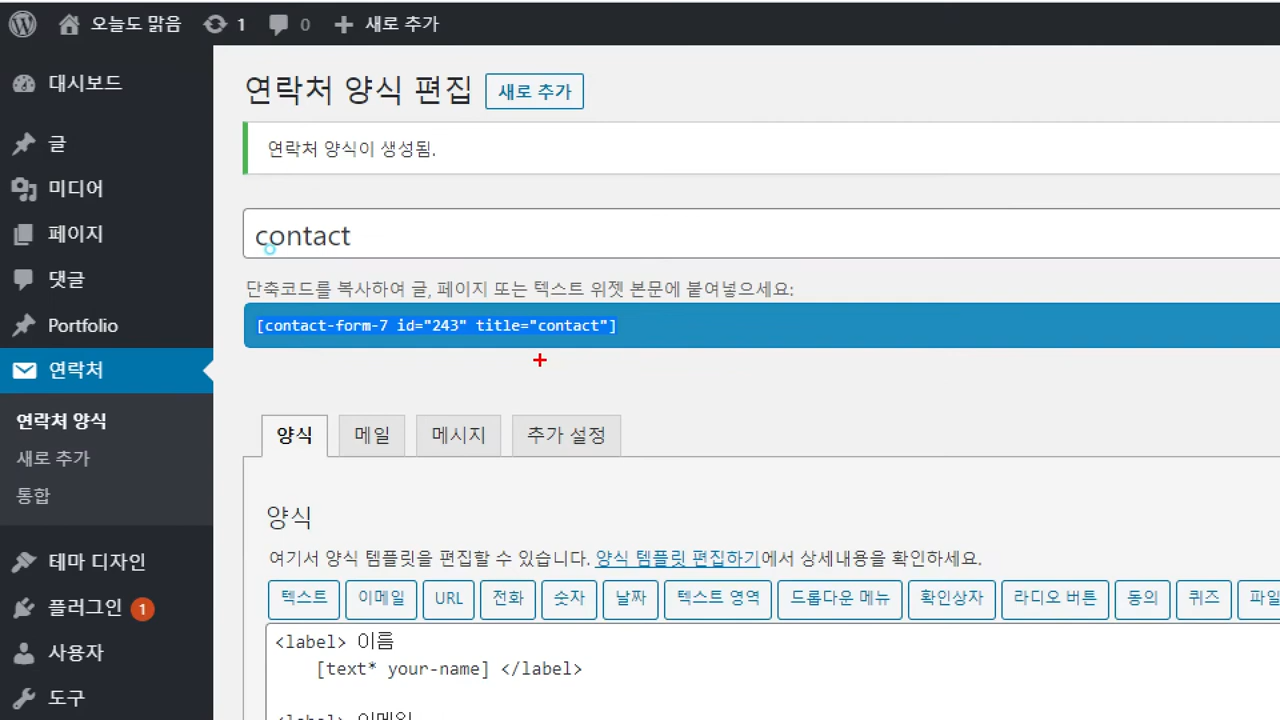 오늘도 맑음 1 0 새로 추가
대시보드
글
미디어
페이지
댓글
Portfolio
연락처
연락처 양식
새로 추가
통합
테마 디자인
플러그인 1
사용자
도구
연락처 양식 편집 새로 추가
연락처 양식이 생성됨.
contact
단축코드를 복사하여 글, 페이지 또는 텍스트 위젯 본문에 붙여넣으세요:
[contact-form-7 id="243" title="contact"]
양식 메일 메시지 추가 설정
양식
여기서 양식 템플릿을 편집할 수 있습니다. 양식 템플릿 편집하기에서 상세내용을 확인하세요.
텍스트 이메일 URL 전화 숫자 날짜 텍스트 영역 드롭다운 메뉴 확인상자 라디오 버튼 동의 퀴즈 파일
<label> 이름
[text* your-name] </label>
<label> 이메일